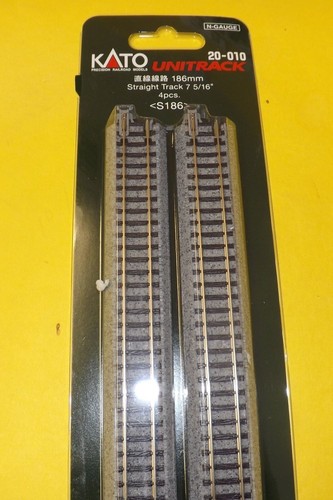 N-GAUGE
KATO
PRECISION RAILROAD MODELS
UNITRACK
20-010
直線線路 186mm
Straight Track 7 5/16"
4pcs.
<S186>